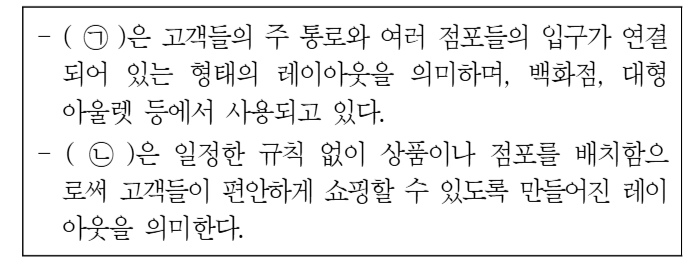 - ( ㉠ )은 고객들의 주 통로와 여러 점포들의 입구가 연결
되어 있는 형태의 레이아웃을 의미하며, 백화점, 대형
아울렛 등에서 사용되고 있다.
- ( ㉡ )은 일정한 규칙 없이 상품이나 점포를 배치함으
로써 고객들이 편안하게 쇼핑할 수 있도록 만들어진 레이
아웃을 의미한다.